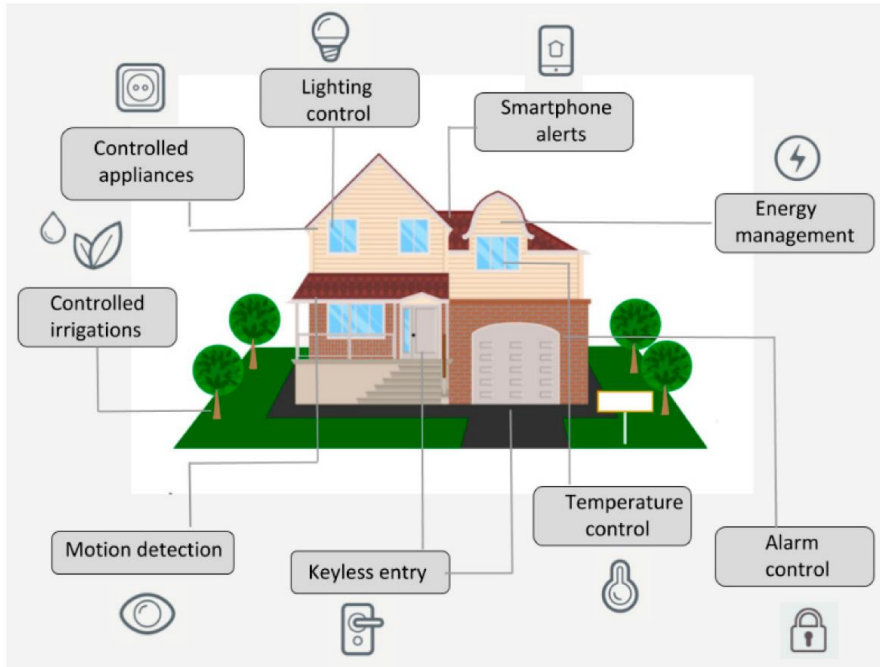 Lighting
control
Smartphone
alerts
Controlled
appliances
Energy
management
Controlled
irrigations
Temperature
control
Motion detection
Keyless entry
Alarm
control